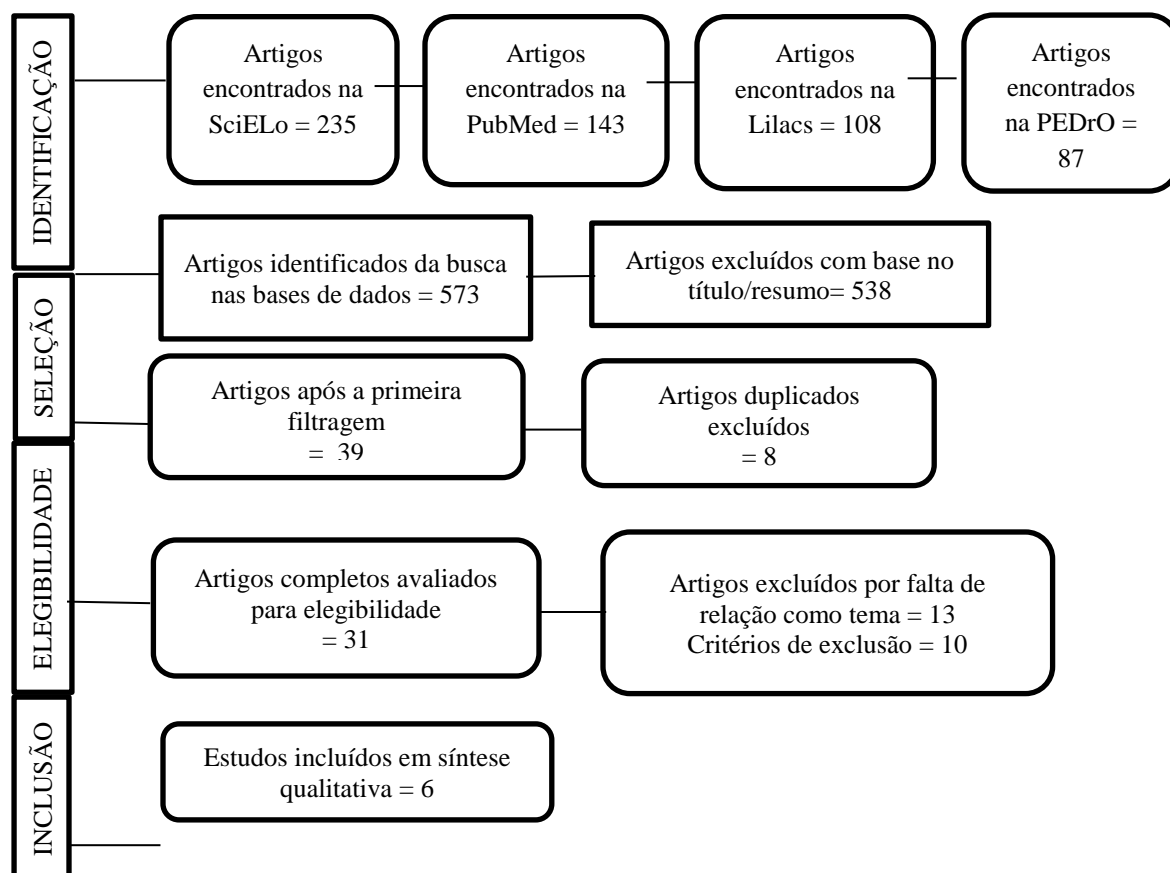 IDENTIFICAÇÃO
Artigos
encontrados na
SciELo = 235
Artigos
encontrados na
PubMed = 143
Artigos
encontrados na
Lilacs = 108
Artigos
encontrados
na PEDrO =
87
Artigos identificados da busca
nas bases de dados = 573
Artigos excluídos com base no
título/resumo= 538
SELEÇÃO
Artigos após a primeira
filtragem
= 39
Artigos duplicados
excluídos
= 8
ELEGIBILIDADE
Artigos completos avaliados
para elegibilidade
= 31
Artigos excluídos por falta de
relação como tema = 13
Critérios de exclusão = 10
INCLUSÃO
Estudos incluídos em síntese
qualitativa = 6